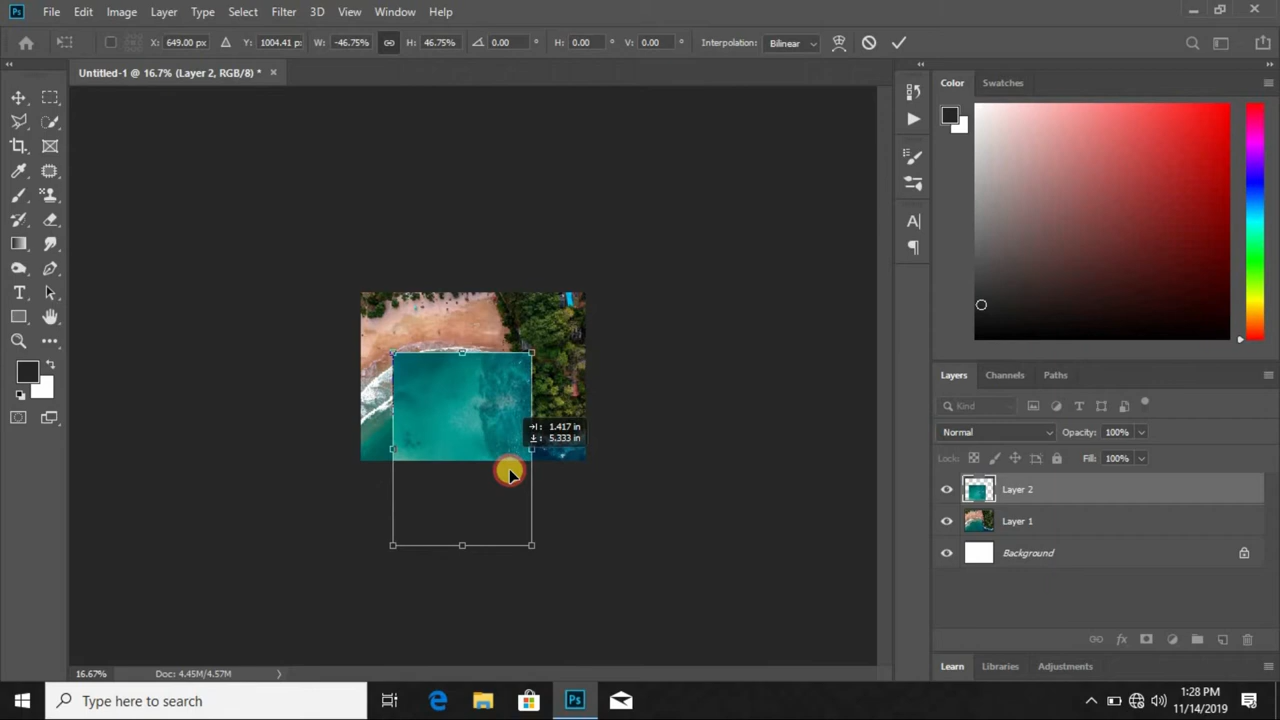 Ps File Edit Image Layer Type Select Filter 3D View Window Help
X: 649.00 px Y: 1004.41 px W: -46.75% H: 46.75% 0.00 ° H: 0.00 ° V: 0.00 ° Interpolation: Bilinear
Untitled-1 @ 16.7% (Layer 2, RGB/8) * ×
Color Swatches
1.417 in
5.333 in
Layers Channels Paths
Kind
Normal Opacity: 100%
Lock: Fill: 100%
Layer 2
Layer 1
Background
fx
Learn Libraries Adjustments
16.67% Doc: 4.45M/4.57M
Type here to search
Ps
1:28 PM
11/14/2019